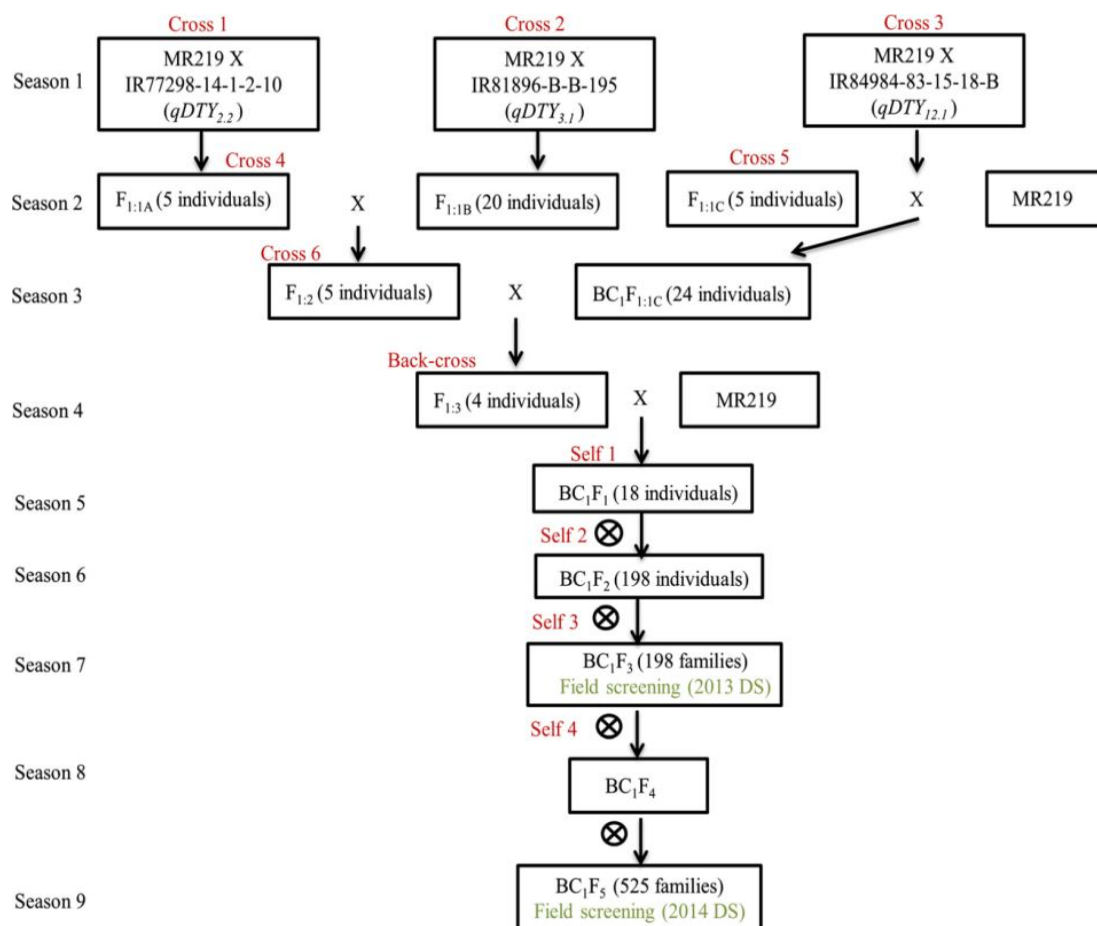 Cross 1
Cross 2
Cross 3
Season 1
MR219 X
IR77298-14-1-2-10
(qDTY2.2)
MR219 X
IR81896-B-B-195
(qDTY3.1)
MR219 X
IR84984-83-15-18-B
(qDTY12.1)
Cross 4
Cross 5
Season 2
F1:1A (5 individuals)
X
F1:1B (20 individuals)
F1:1C (5 individuals)
X
MR219
Cross 6
Season 3
F1:2 (5 individuals)
X
BC1F1:1C (24 individuals)
Back-cross
Season 4
F1:3 (4 individuals)
X
MR219
Self 1
Season 5
BC1F1 (18 individuals)
Self 2
Season 6
BC1F2 (198 individuals)
Self 3
Season 7
BC1F3 (198 families)
Field screening (2013 DS)
Self 4
Season 8
BC1F4
Season 9
BC1F5 (525 families)
Field screening (2014 DS)